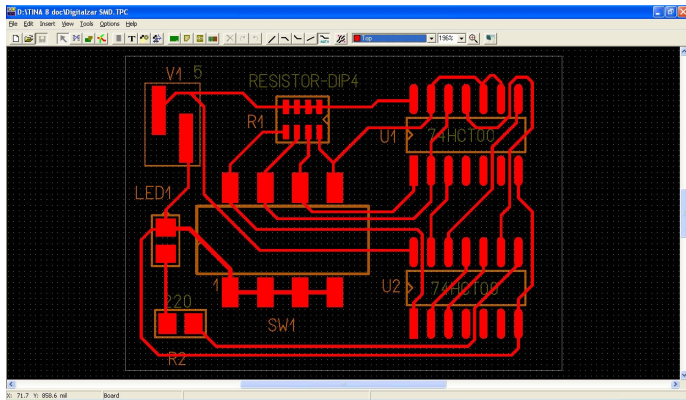 D:\TINA 8 doc\Digitalzar SMD.TPC
File Edit Insert View Tools Options Help
Top
196%
V1 5
RESISTOR-DIP4
R1
U1 74HCT00
LED1
1
U2 74HCT00
220
SW1
R2
X: 71.7 Y: 858.6 mil Board